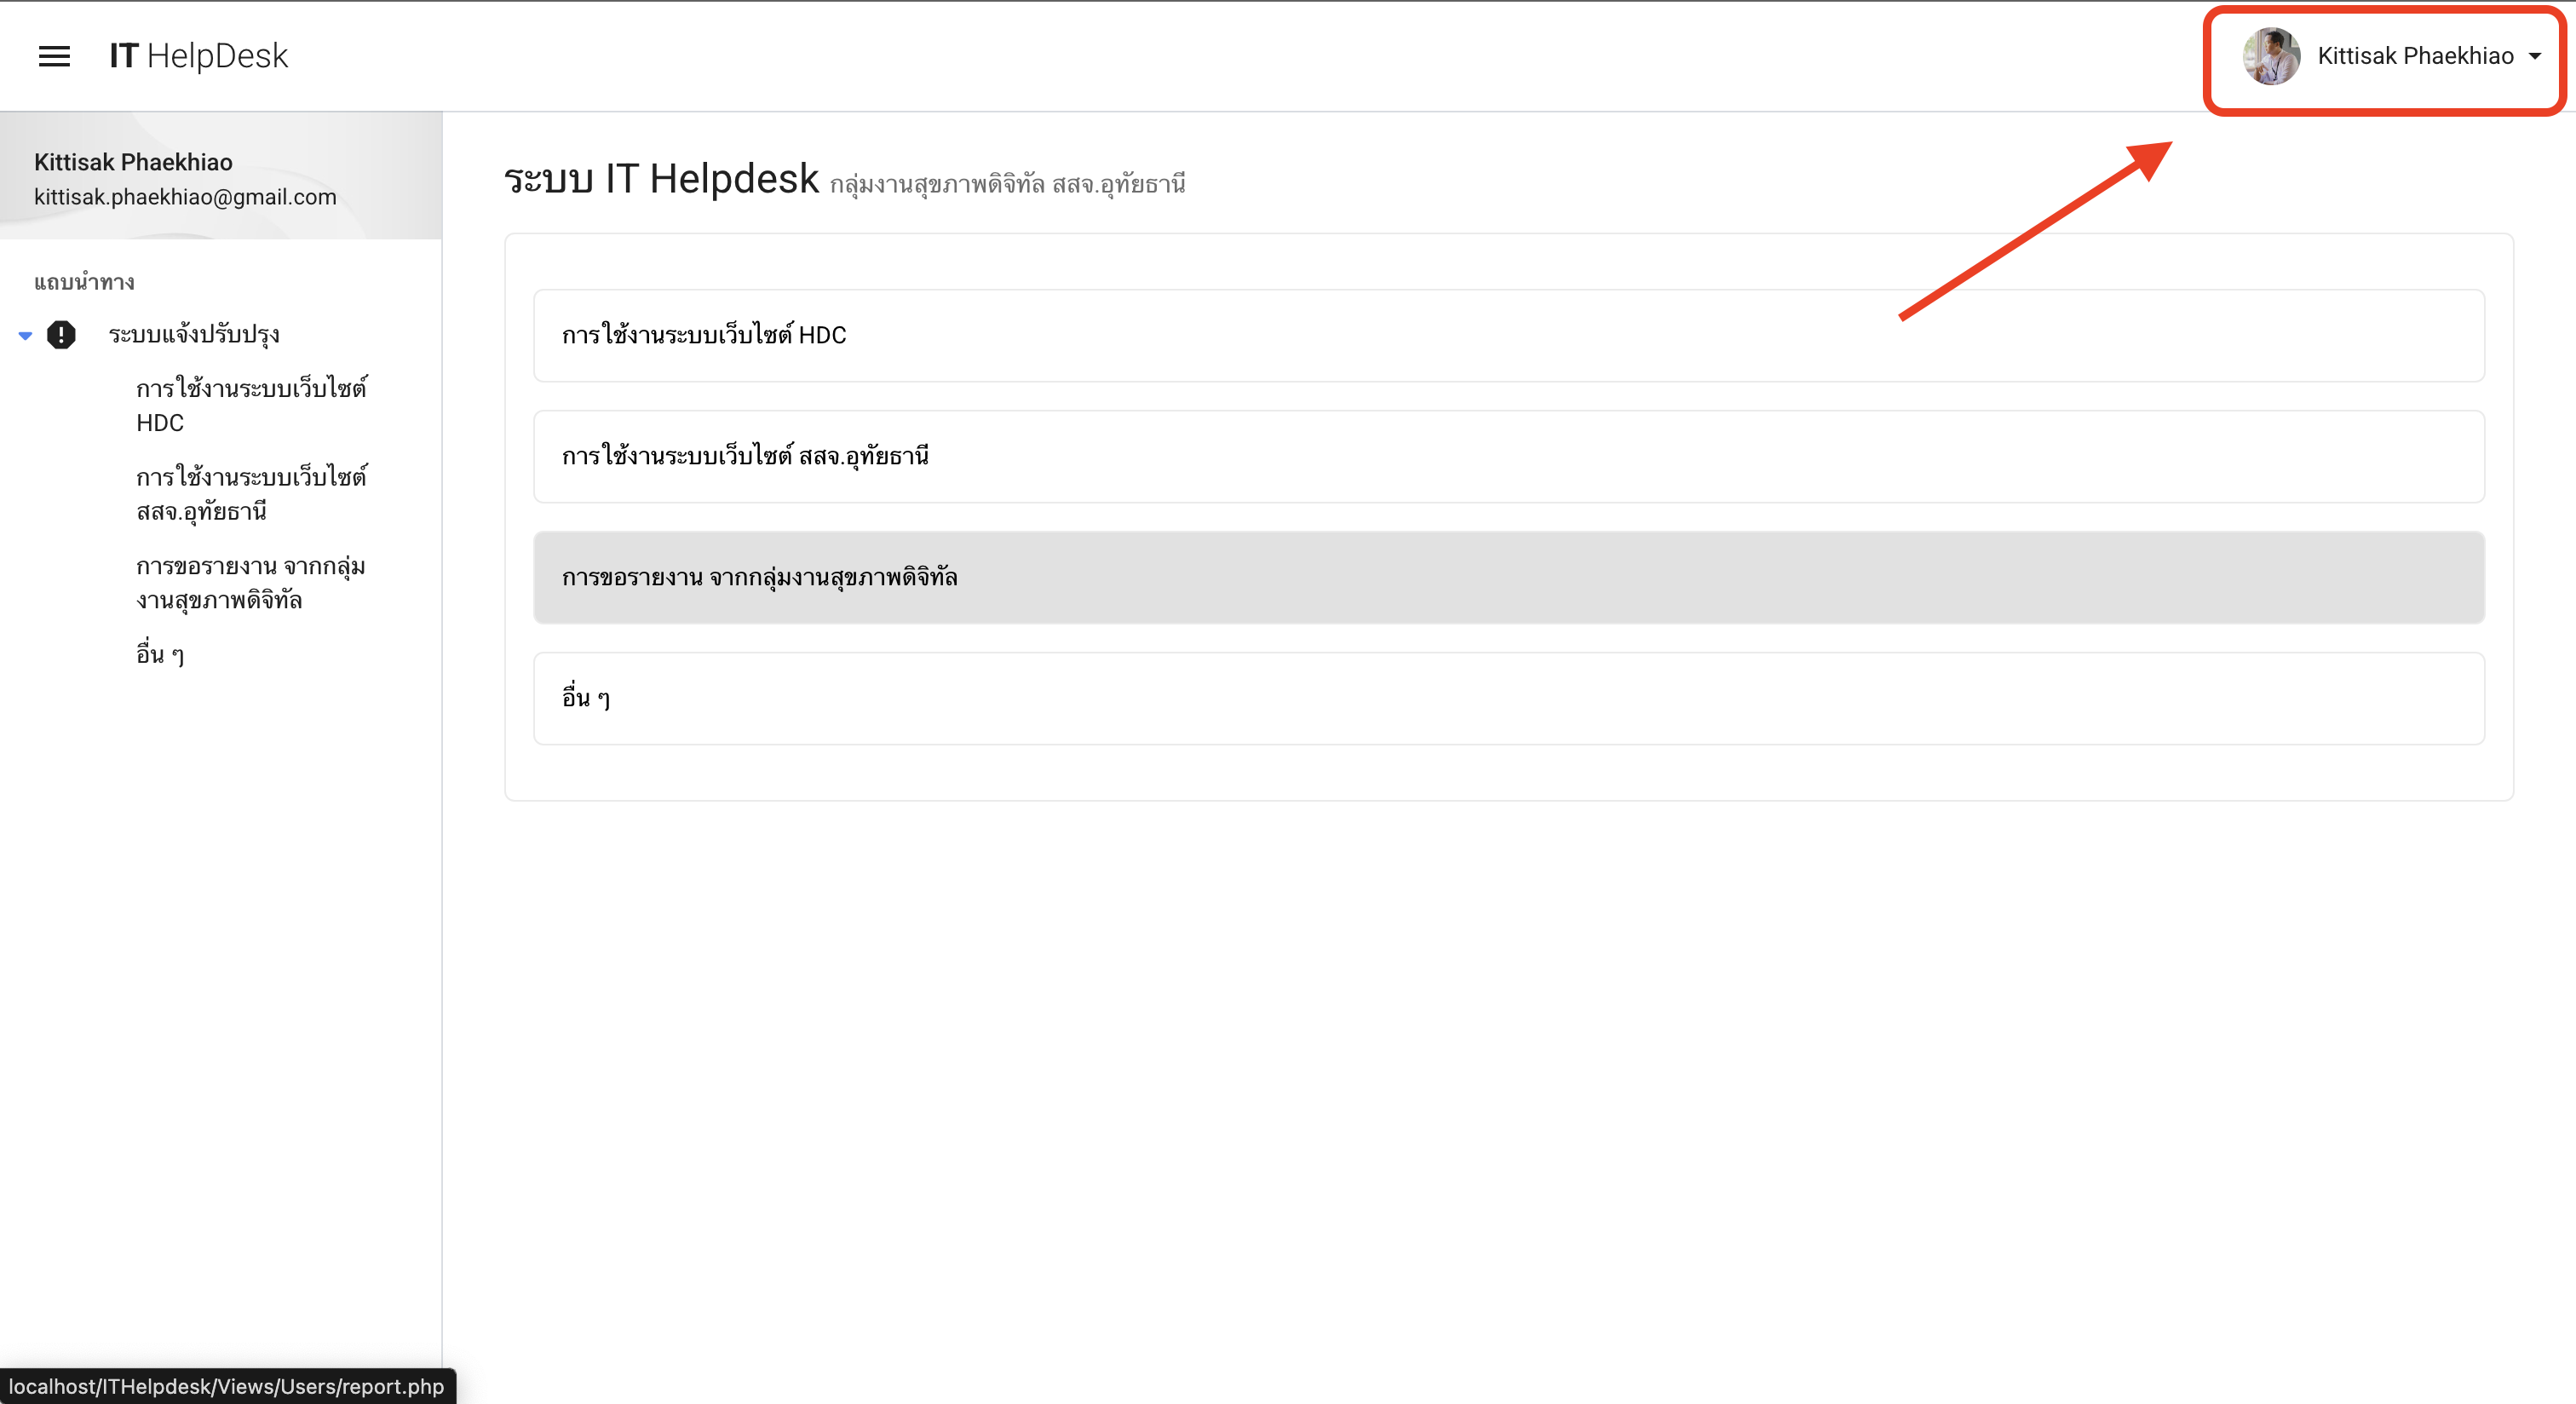 IT HelpDesk
Kittisak Phaekhiao
Kittisak Phaekhiao
kittisak.phaekhiao@gmail.com
แถบนำทาง
ระบบแจ้งปรับปรุง
การใช้งานระบบเว็บไซต์
HDC
การใช้งานระบบเว็บไซต์
สสจ.อุทัยธานี
การขอรายงาน จากกลุ่ม
งานสุขภาพดิจิทัล
อื่น ๆ
ระบบ IT Helpdesk กลุ่มงานสุขภาพดิจิทัล สสจ.อุทัยธานี
การใช้งานระบบเว็บไซต์ HDC
การใช้งานระบบเว็บไซต์ สสจ.อุทัยธานี
การขอรายงาน จากกลุ่มงานสุขภาพดิจิทัล
อื่น ๆ
localhost/ITHelpdesk/Views/Users/report.php